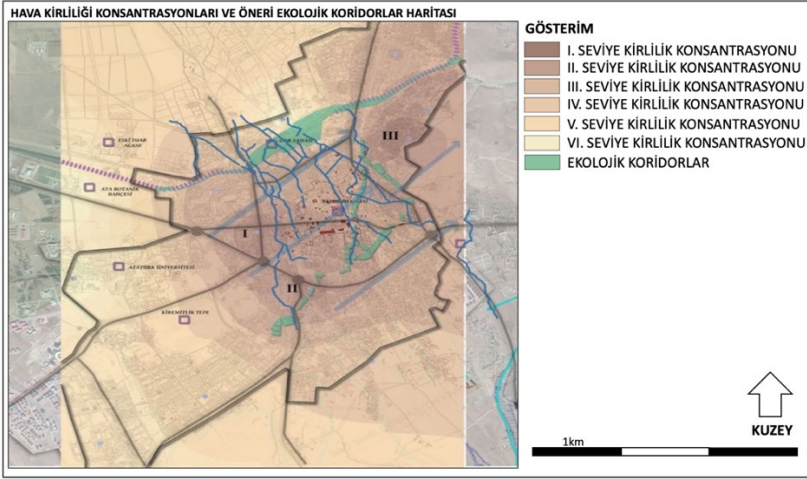 HAVA KİRLİLİĞİ KONSANTRASYONLARI VE ÖNERİ EKOLOJİK KORİDORLAR HARİTASI
GÖSTERİM
I. SEVİYE KİRLİLİK KONSANTRASYONU
II. SEVİYE KİRLİLİK KONSANTRASYONU
III. SEVİYE KİRLİLİK KONSANTRASYONU
IV. SEVİYE KİRLİLİK KONSANTRASYONU
V. SEVİYE KİRLİLİK KONSANTRASYONU
VI. SEVİYE KİRLİLİK KONSANTRASYONU
EKOLOJİK KORİDORLAR
III
ATA BOTANİK
BAHÇESİ
I
ATATÜRK ÜNİVERSİTESİ
II
KİREMİTLİK TEPE
KUZEY
1km